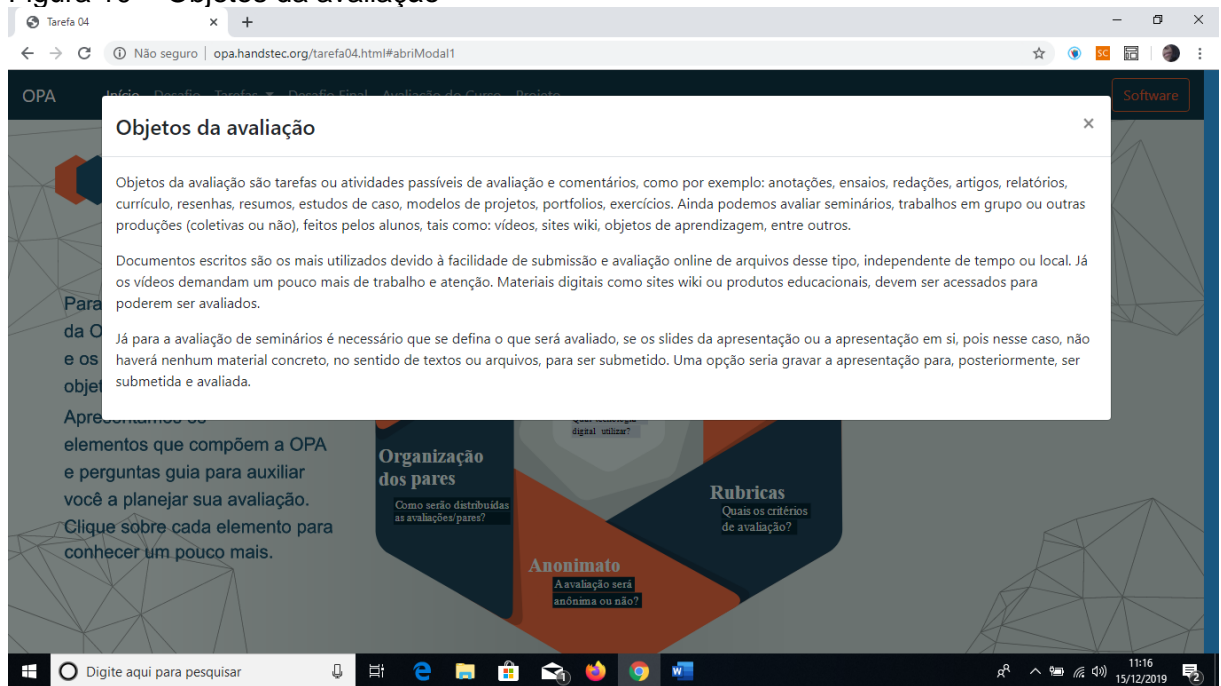 Tarefa 04
Não seguro | opa.handstec.org/tarefa04.html#abriModal1
OPA Início Desafio Tarefas Desafio Final Avaliação do Curso Projeto Software
Objetos da avaliação
Objetos da avaliação são tarefas ou atividades passíveis de avaliação e comentários, como por exemplo: anotações, ensaios, redações, artigos, relatórios,
currículo, resenhas, resumos, estudos de caso, modelos de projetos, portfolios, exercícios. Ainda podemos avaliar seminários, trabalhos em grupo ou outras
produções (coletivas ou não), feitos pelos alunos, tais como: vídeos, sites wiki, objetos de aprendizagem, entre outros.
Documentos escritos são os mais utilizados devido à facilidade de submissão e avaliação online de arquivos desse tipo, independente de tempo ou local. Já
os vídeos demandam um pouco mais de trabalho e atenção. Materiais digitais como sites wiki ou produtos educacionais, devem ser acessados para
poderem ser avaliados.
Já para a avaliação de seminários é necessário que se defina o que será avaliado, se os slides da apresentação ou a apresentação em si, pois nesse caso, não
haverá nenhum material concreto, no sentido de textos ou arquivos, para ser submetido. Uma opção seria gravar a apresentação para, posteriormente, ser
submetida e avaliada.
Para
da O
e os
objet
elementos que compõem a OPA
e perguntas guia para auxiliar
você a planejar sua avaliação.
Clique sobre cada elemento para
conhecer um pouco mais.
digital utilizar?
Organização
dos pares
Como serão distribuídas
as avaliações/pares?
Rubricas
Quais os critérios
de avaliação?
Anonimato
A avaliação será
anônima ou não?
Digite aqui para pesquisar
11:16
15/12/2019